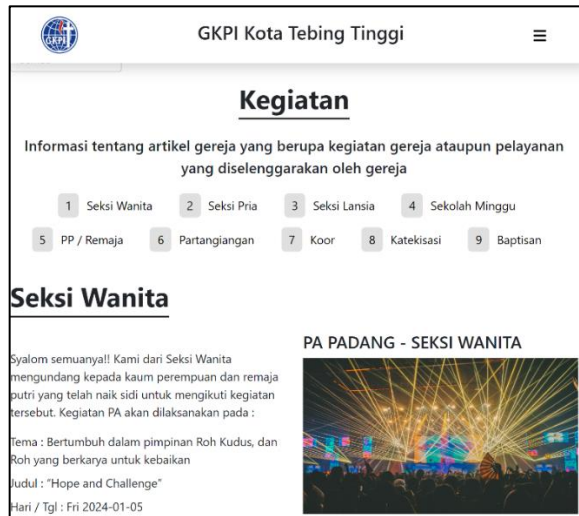 GKPI
GKPI Kota Tebing Tinggi
Kegiatan
Informasi tentang artikel gereja yang berupa kegiatan gereja ataupun pelayanan
yang diselenggarakan oleh gereja
1 Seksi Wanita 2 Seksi Pria 3 Seksi Lansia 4 Sekolah Minggu
5 PP / Remaja 6 Partangiangan 7 Koor 8 Katekisasi 9 Baptisan
Seksi Wanita
Syalom semuanya!! Kami dari Seksi Wanita
mengundang kepada kaum perempuan dan remaja
putri yang telah naik sidi untuk mengikuti kegiatan
tersebut. Kegiatan PA akan dilaksanakan pada :
Tema : Bertumbuh dalam pimpinan Roh Kudus, dan
Roh yang berkarya untuk kebaikan
Judul : "Hope and Challenge"
Hari / Tgl : Fri 2024-01-05
PA PADANG - SEKSI WANITA